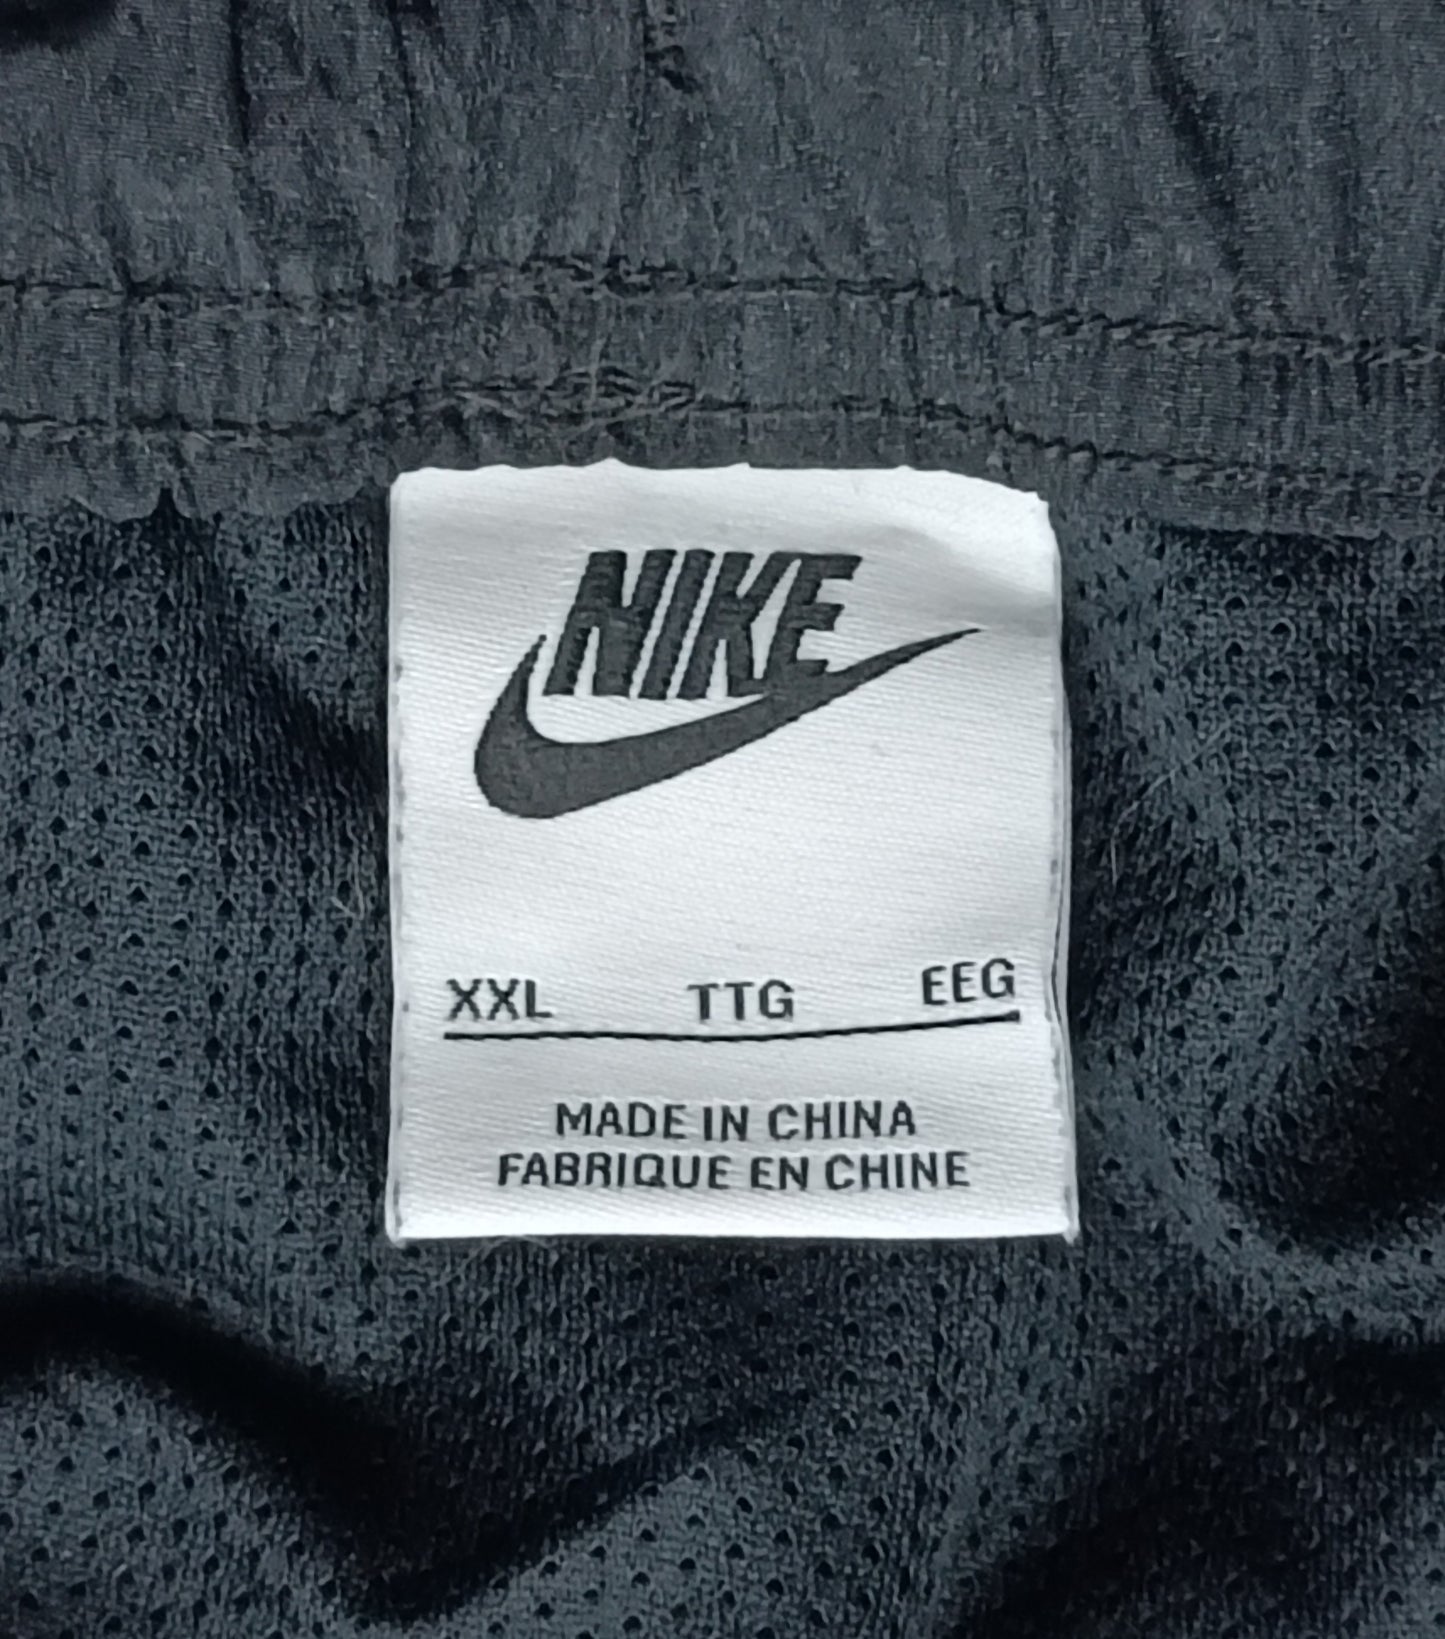 NIKE
XXL TTG EEG
MADE IN CHINA
FABRIQUE EN CHINE